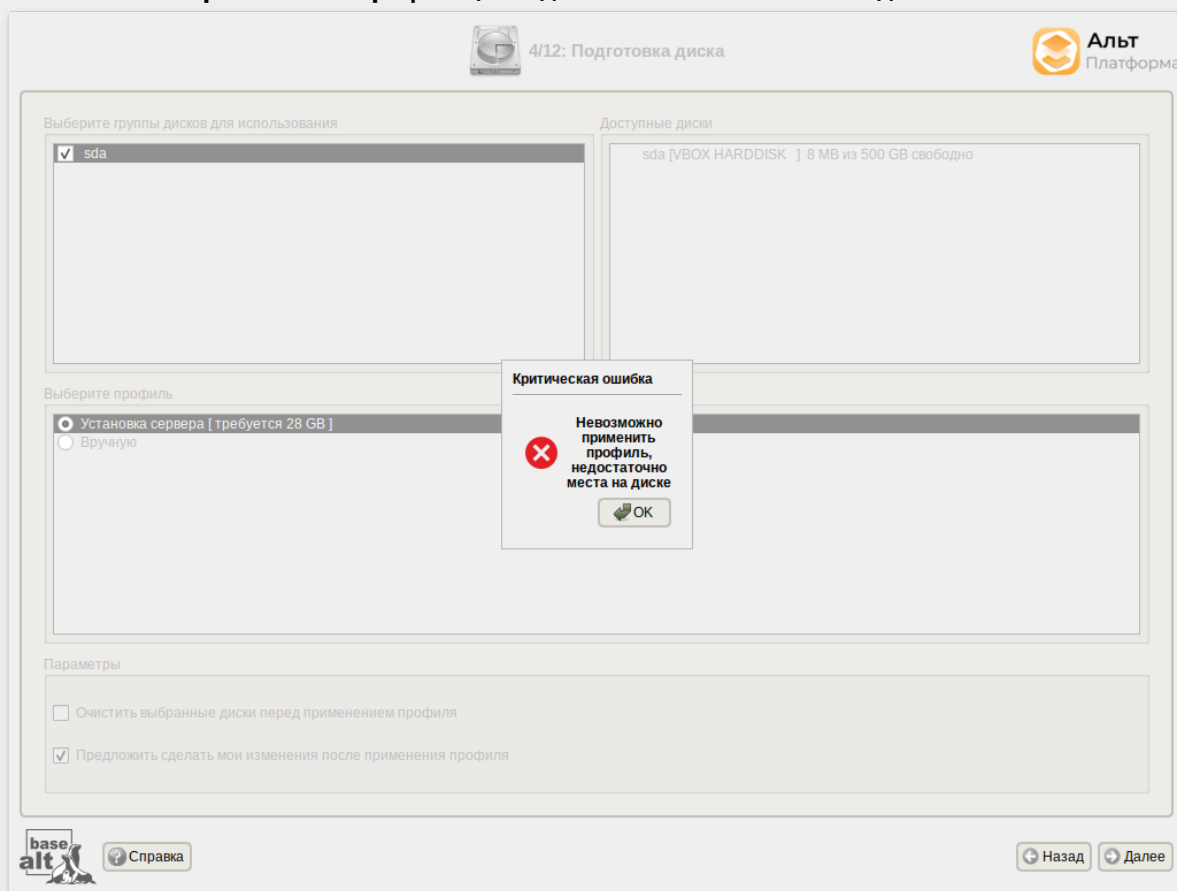 4/12: Подготовка диска
Альт
Платформа
Выберите группы дисков для использования
Доступные диски
sda
sda [VBOX HARDDISK ] 8 MB из 500 GB свободно
Выберите профиль
Установка сервера [ требуется 28 GB ]
Вручную
Критическая ошибка
Невозможно
применить
профиль,
недостаточно
места на диске
OK
Параметры
Очистить выбранные диски перед применением профиля
Предложить сделать мои изменения после применения профиля
base
alt
Справка
Назад
Далее